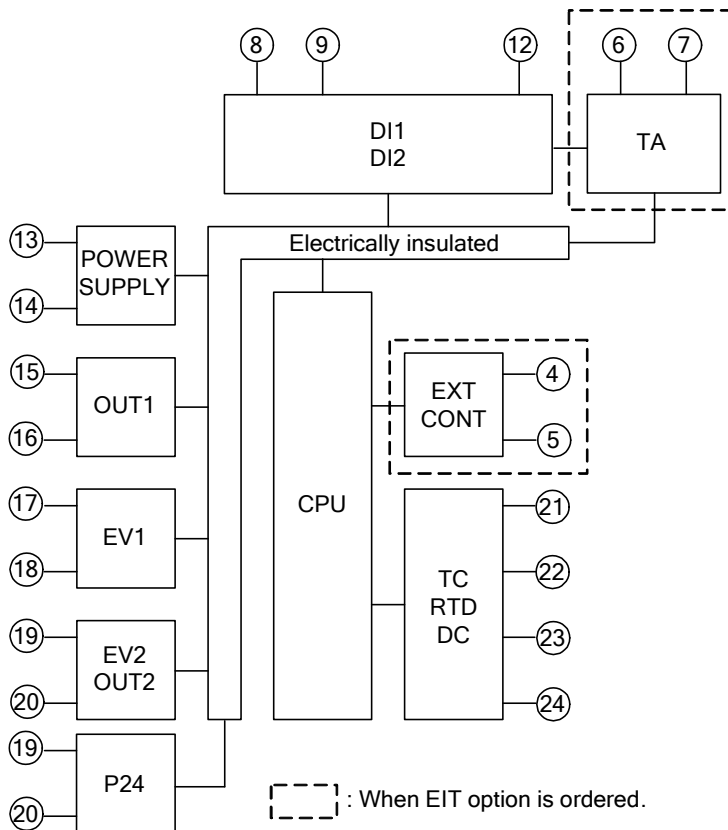 8
9
12
6
7
DI1
DI2
TA
Electrically insulated
13
14
POWER
SUPPLY
15
16
OUT1
EXT
CONT
4
5
17
18
EV1
CPU
TC
RTD
DC
21
22
23
24
19
20
EV2
OUT2
19
20
P24
: When EIT option is ordered.